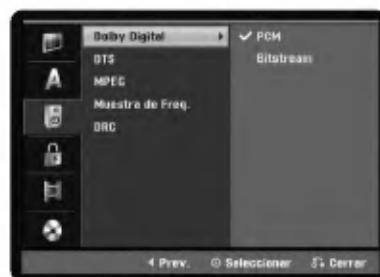 Dolby Digital
DTS
MPEG
Muestra de Freq.
DRC
✓ PCM
Bitstream
A
Prev. Seleccionar Cerrar